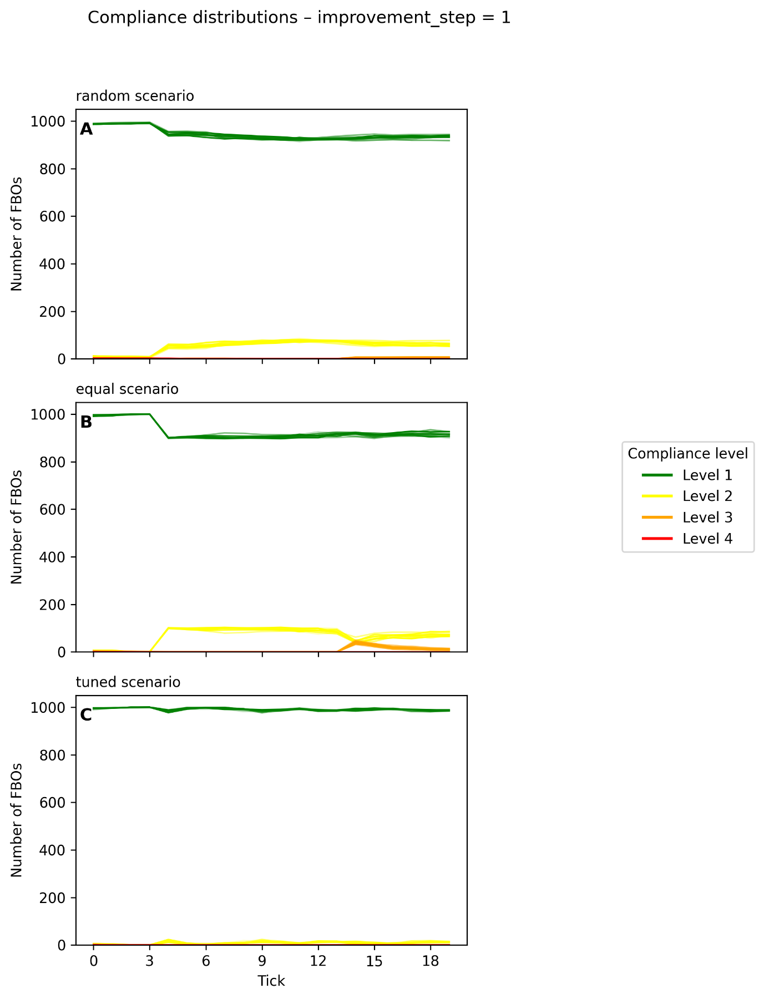 Compliance distributions – improvement_step = 1
random scenario
A
1000
800
600
400
200
0
Number of FBOs
equal scenario
B
1000
800
600
400
200
0
Number of FBOs
Compliance level
Level 1
Level 2
Level 3
Level 4
tuned scenario
C
1000
800
600
400
200
0
Number of FBOs
0 3 6 9 12 15 18
Tick